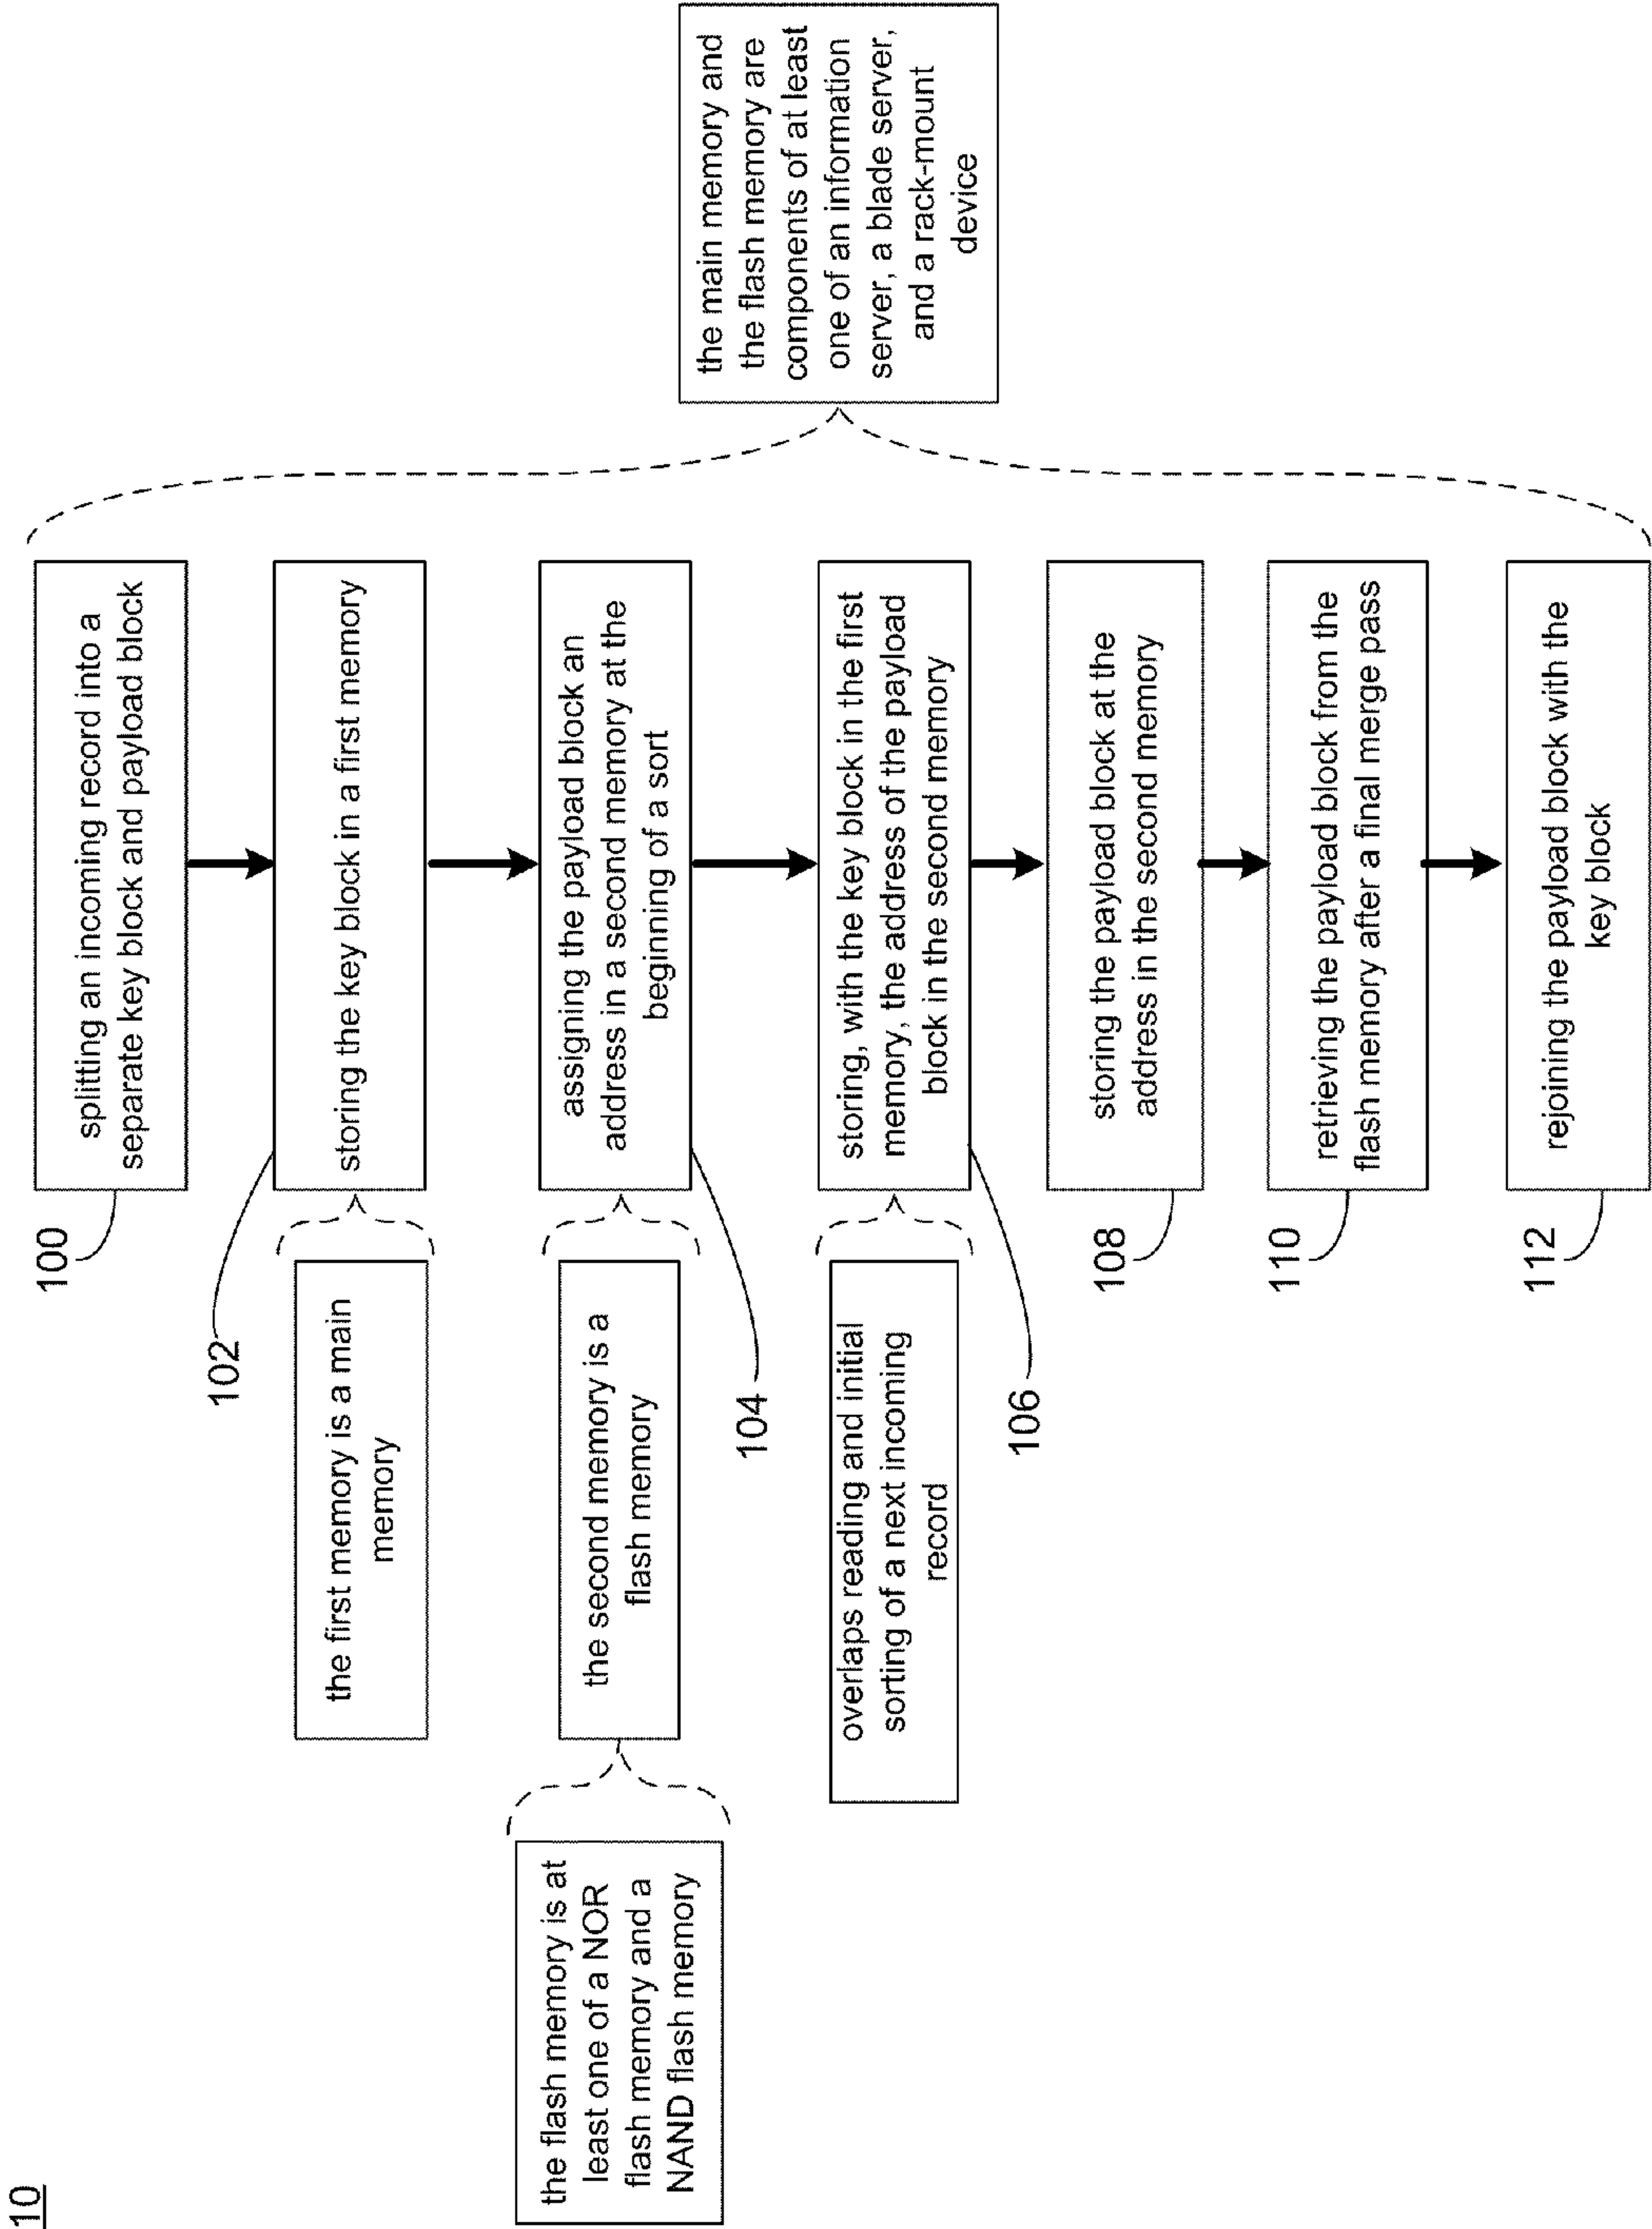 10
100
splitting an incoming record into a
separate key block and payload block
102
the first memory is a main
memory
storing the key block in a first memory
the flash memory is at
least one of a NOR
flash memory and a
NAND flash memory
the second memory is a
flash memory
assigning the payload block an
address in a second memory at the
beginning of a sort
104
overlaps reading and initial
sorting of a next incoming
record
storing, with the key block in the first
memory, the address of the payload
block in the second memory
106
108
storing the payload block at the
address in the second memory
110
retrieving the payload block from the
flash memory after a final merge pass
112
rejoining the payload block with the
key block
the main memory and
the flash memory are
components of at least
one of an information
server, a blade server,
and a rack-mount
device